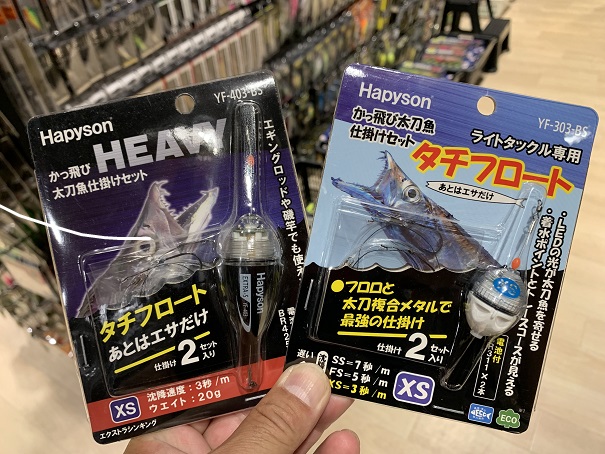 YF-403-BS
Hapyson
かっ飛び HEAVY
太刀魚仕掛けセット
エギングロッドや磯竿でも使え
Hapyson
EXTRA S
YF-403
タチフロート
あとはエサだけ
仕掛け2セット入り
XS
沈降速度:3秒/m
ウエイト:20g
エクストラシンキング
Hapyson
YF-303-BS
かっ飛び太刀魚
仕掛けセット
ライトタックル専用
タチフロート
あとはエサだけ
・LEDの光が太刀魚を寄せる
・着水ポイントとトレースコースが見える
●フロロと
太刀複合メタルで
最強の仕掛け
仕掛け2セット入り
電池付
遅い
SS=7秒/m
FS=5秒/m
XS=3秒/m
XS
XS
ECO